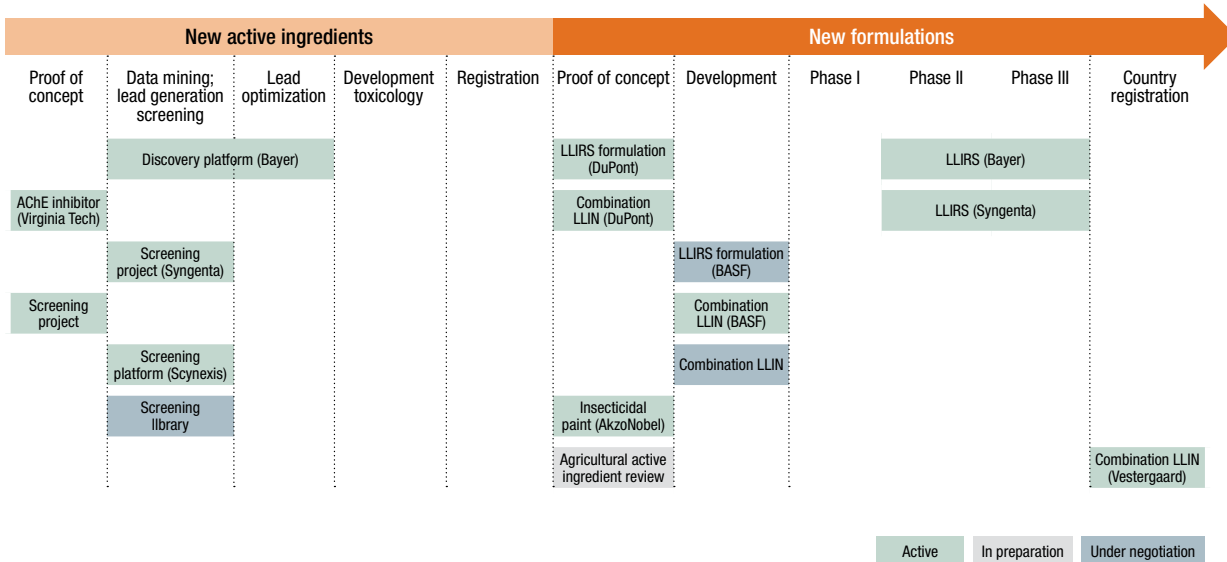 New active ingredients
New formulations
Proof of
concept
Data mining;
lead generation
screening
Lead
optimization
Development
toxicology
Registration
Proof of concept
Development
Phase I
Phase II
Phase III
Country
registration
Discovery platform (Bayer)
LLIRS formulation
(DuPont)
LLIRS (Bayer)
AChE inhibitor
(Virginia Tech)
Combination
LLIN (DuPont)
LLIRS (Syngenta)
Screening
project (Syngenta)
LLIRS formulation
(BASF)
Screening
project
Combination
LLIN (BASF)
Screening
platform (Scynexis)
Combination LLIN
Screening
lIbrary
Insecticidal
paint (AkzoNobel)
Agricultural active
ingredient review
Combination LLIN
(Vestergaard)
Active
In preparation
Under negotiation